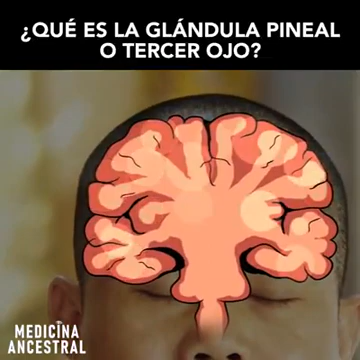 ¿QUÉ ES LA GLÁNDULA PINEAL
O TERCER OJO?
MEDICINA
ANCESTRAL